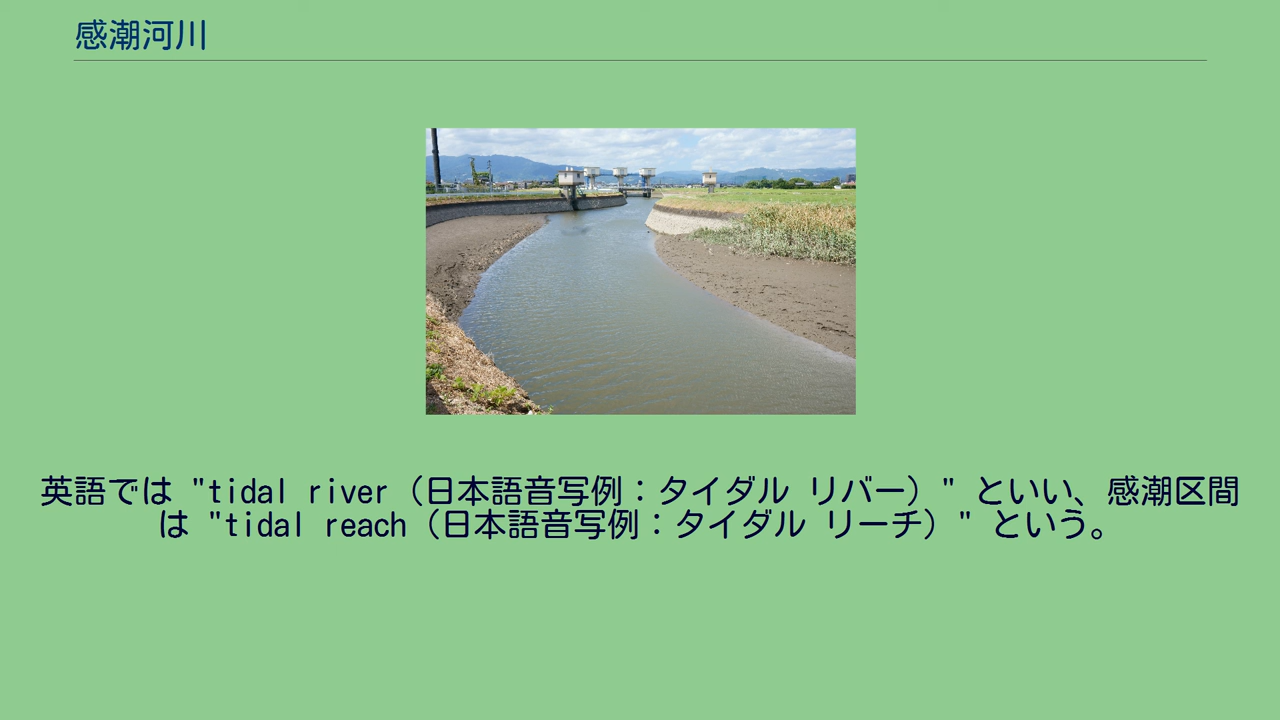 感潮河川
英語では "tidal river（日本語音写例：タイダル リバー）" といい、感潮区間
は "tidal reach（日本語音写例：タイダル リーチ）" という。